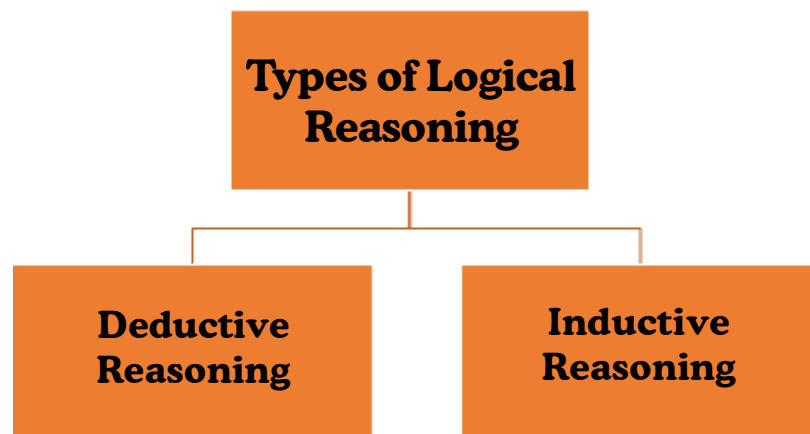 Types of Logical
Reasoning
Deductive
Reasoning
Inductive
Reasoning